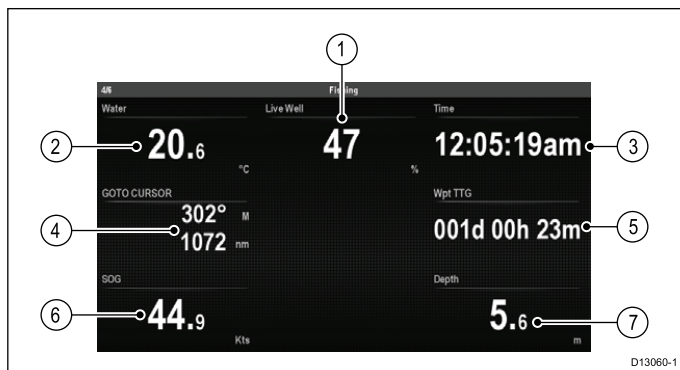 1
4/6 Fishing
Water Live Well Time
2 20.6 °C 47 % 12:05:19am 3
GOTO CURSOR Wpt TTG
4 302° M
1072 nm
001d 00h 23m 5
SOG Depth
6 44.9 Kts 5.6 m 7
D13060-1